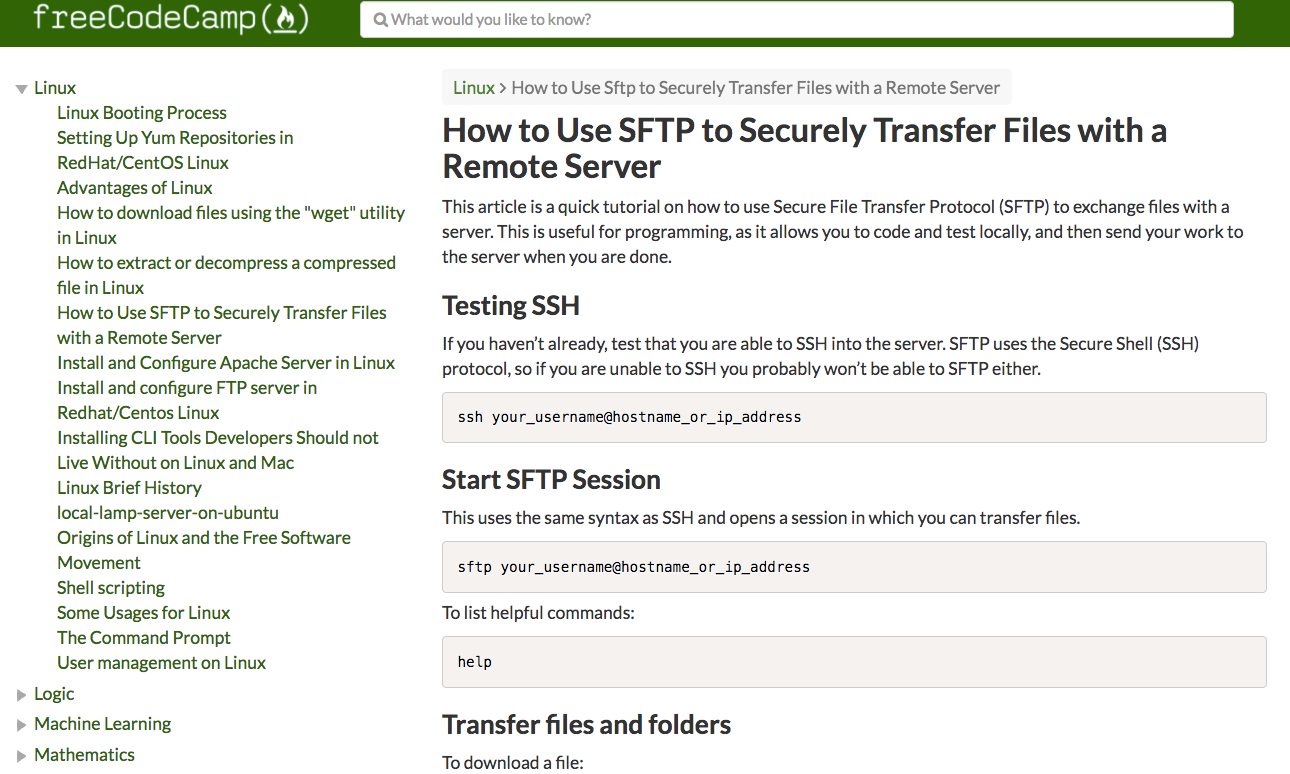 freeCodeCamp(🔥)
What would you like to know?
Linux
Linux Booting Process
Setting Up Yum Repositories in
RedHat/CentOS Linux
Advantages of Linux
How to download files using the "wget" utility
in Linux
How to extract or decompress a compressed
file in Linux
How to Use SFTP to Securely Transfer Files
with a Remote Server
Install and Configure Apache Server in Linux
Install and configure FTP server in
Redhat/Centos Linux
Installing CLI Tools Developers Should not
Live Without on Linux and Mac
Linux Brief History
local-lamp-server-on-ubuntu
Origins of Linux and the Free Software
Movement
Shell scripting
Some Usages for Linux
The Command Prompt
User management on Linux
Logic
Machine Learning
Mathematics
Linux > How to Use Sftp to Securely Transfer Files with a Remote Server
How to Use SFTP to Securely Transfer Files with a
Remote Server
This article is a quick tutorial on how to use Secure File Transfer Protocol (SFTP) to exchange files with a
server. This is useful for programming, as it allows you to code and test locally, and then send your work to
the server when you are done.
Testing SSH
If you haven’t already, test that you are able to SSH into the server. SFTP uses the Secure Shell (SSH)
protocol, so if you are unable to SSH you probably won’t be able to SFTP either.
ssh your_username@hostname_or_ip_address
Start SFTP Session
This uses the same syntax as SSH and opens a session in which you can transfer files.
sftp your_username@hostname_or_ip_address
To list helpful commands:
help
Transfer files and folders
To download a file: